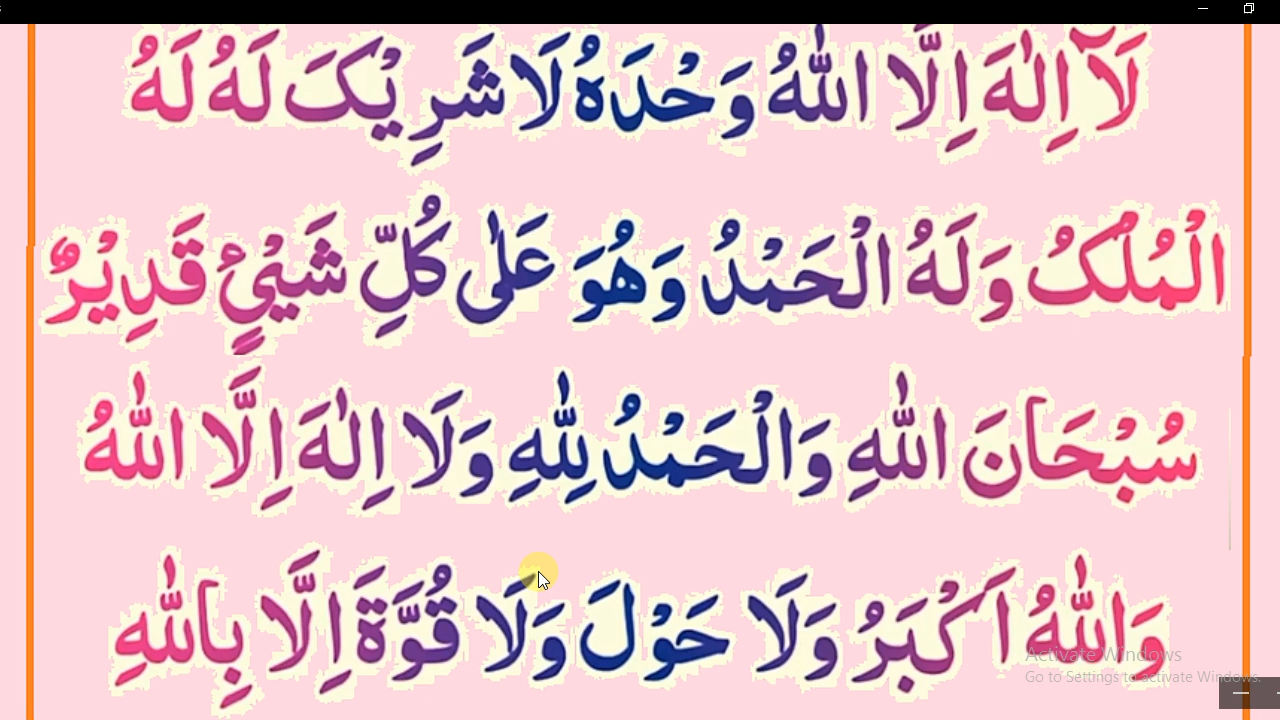 لَآ اِلٰهَ اِلَّا اللّٰهُ وَحْدَهٗ لَا شَرِيْكَ لَهٗ لَهُ
الْمُلْكُ وَلَهُ الْحَمْدُ وَهُوَ عَلٰى كُلِّ شَيْئٍ قَدِيْرٌ
سُبْحَانَ اللّٰهِ وَالْحَمْدُ لِلّٰهِ وَلَا اِلٰهَ اِلَّا اللّٰهُ
وَاللّٰهُ اَكْبَرُ وَلَا حَوْلَ وَلَا قُوَّةَ اِلَّا بِاللّٰهِ
Activate Windows
Go to Settings to activate Windows.